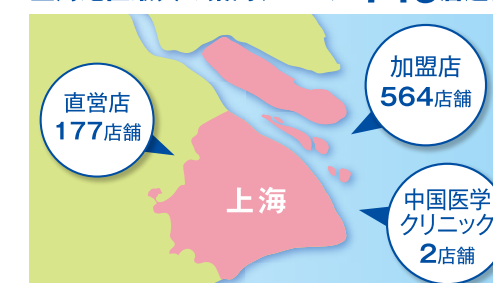 加盟店
564店舗
直営店
177店舗
上海
中国医学
クリニック
2店舗